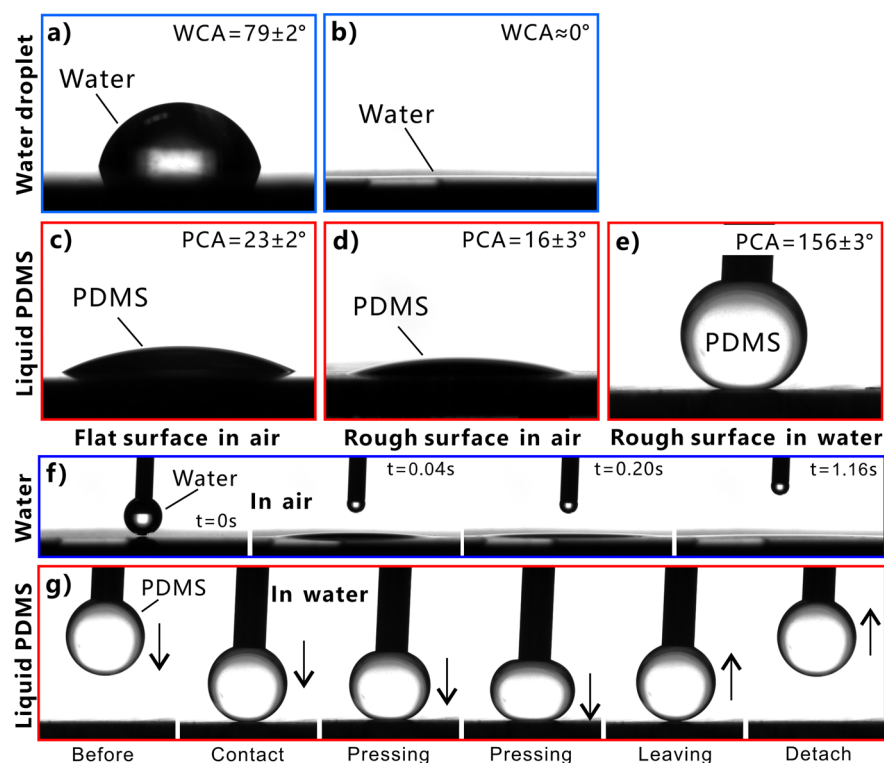 Water droplet
a)
WCA=79±2°
Water
b)
WCA≈0°
Water
Liquid PDMS
c)
PCA=23±2°
PDMS
d)
PCA=16±3°
PDMS
e)
PCA=156±3°
PDMS
Flat surface in air
Rough surface in air
Rough surface in water
Water
f)
Water
t=0s
In air
t=0.04s
t=0.20s
t=1.16s
Liquid PDMS
g)
PDMS
In water
Before
Contact
Pressing
Pressing
Leaving
Detach